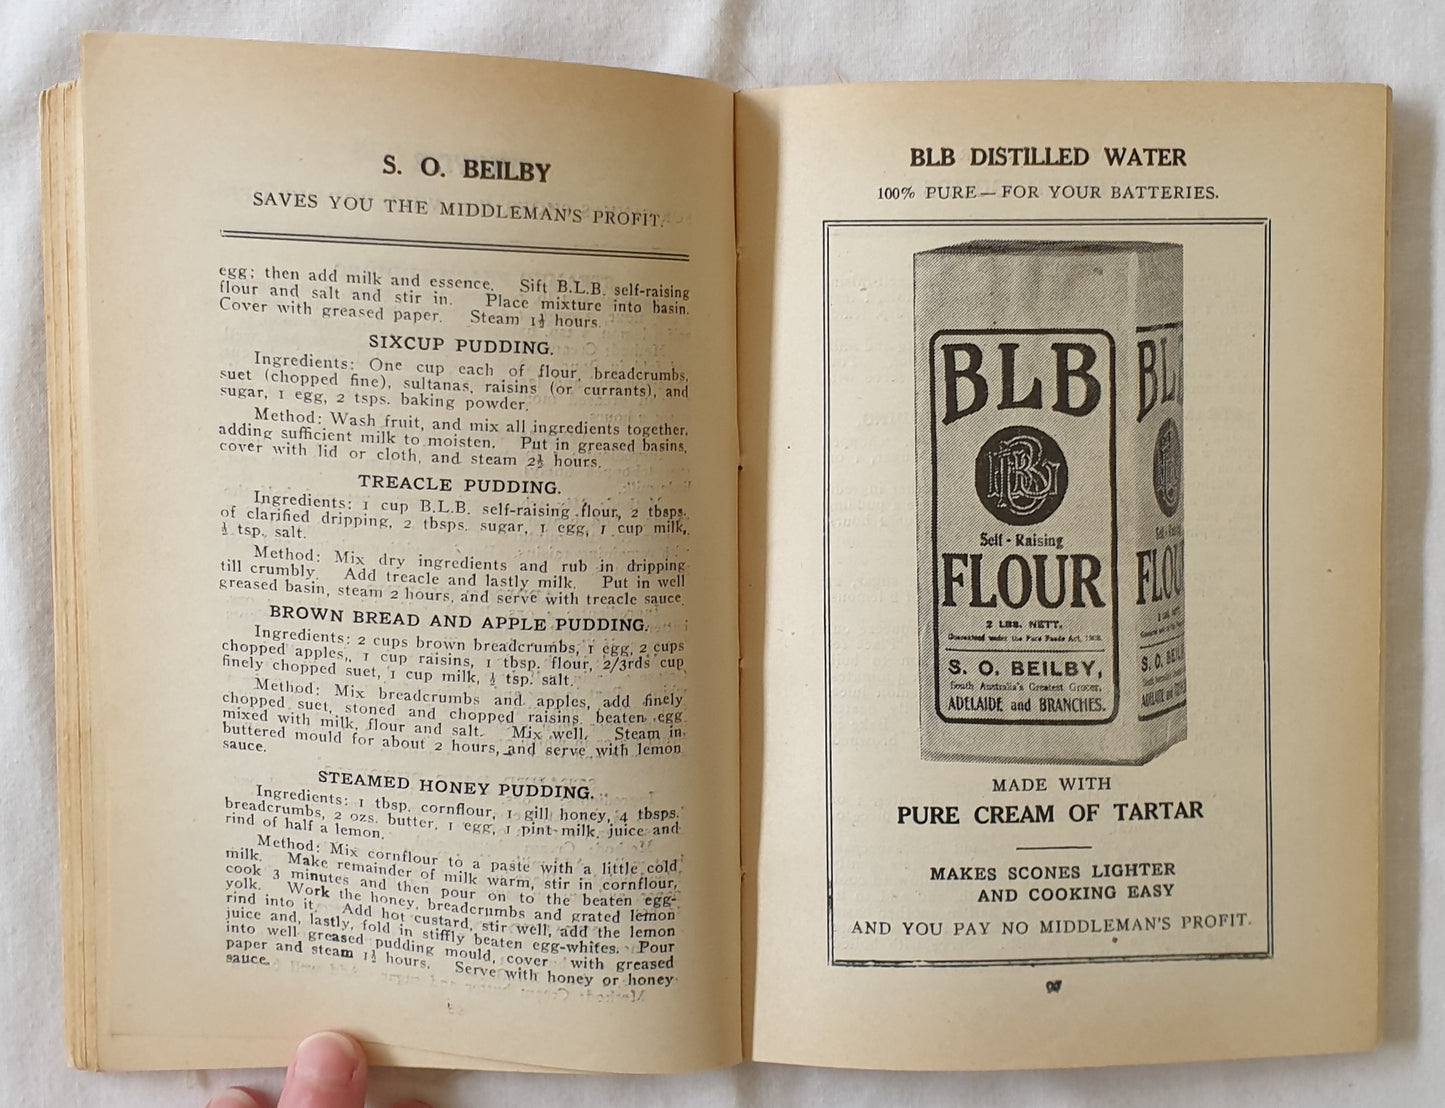 S. O. BEILBY
SAVES YOU THE MIDDLEMAN'S PROFIT.
egg; then add milk and essence. Sift B.L.B. self-raising
flour and salt and stir in. Place mixture into basin.
Cover with greased paper. Steam 1½ hours.
SIXCUP PUDDING.
Ingredients: One cup each of flour, breadcrumbs,
suet (chopped fine), sultanas, raisins (or currants), and
sugar, 1 egg, 2 tsps. baking powder.
Method: Wash fruit, and mix all ingredients together,
adding sufficient milk to moisten. Put in greased basins,
cover with lid or cloth, and steam 2½ hours.
TREACLE PUDDING.
Ingredients: 1 cup B.L.B. self-raising flour, 2 tbsps.
of clarified dripping, 2 tbsps. sugar, 1 egg, 1 cup milk,
½ tsp. salt.
Method: Mix dry ingredients and rub in dripping
till crumbly. Add treacle and lastly milk. Put in well
greased basin, steam 2 hours, and serve with treacle sauce.
BROWN BREAD AND APPLE PUDDING.
Ingredients: 2 cups brown breadcrumbs, 1 egg, 2 cups
chopped apples, 1 cup raisins, 1 tbsp. flour, 2/3rds cup
finely chopped suet, 1 cup milk, ½ tsp. salt.
Method: Mix breadcrumbs and apples, add finely
chopped suet, stoned and chopped raisins, beaten egg
mixed with milk, flour and salt. Mix well. Steam in
buttered mould for about 2 hours, and serve with lemon
sauce.
STEAMED HONEY PUDDING.
Ingredients: 1 tbsp. cornflour, 1 gill honey, 4 tbsps.
breadcrumbs, 2 ozs. butter, 1 egg, 1 pint milk, juice and
rind of half a lemon.
Method: Mix cornflour to a paste with a little cold
milk. Make remainder of milk warm, stir in cornflour,
cook 3 minutes and then pour on to the beaten egg-
yolk. Work the honey, breadcrumbs and grated lemon
rind into it. Add hot custard, stir well, add the lemon
juice and, lastly, fold in stiffly beaten egg-whites. Pour
into well greased pudding mould, cover with greased
paper and steam 1½ hours. Serve with honey or honey
sauce.
BLB DISTILLED WATER
100% PURE—FOR YOUR BATTERIES.
BLB
BLB
Self-Raising
FLOUR
2 LBS. NETT.
Guaranteed under the Pure Foods Act, 1908.
S. O. BEILBY,
South Australia's Greatest Grocer,
ADELAIDE and BRANCHES.
MADE WITH
PURE CREAM OF TARTAR
MAKES SCONES LIGHTER
AND COOKING EASY
AND YOU PAY NO MIDDLEMAN'S PROFIT.